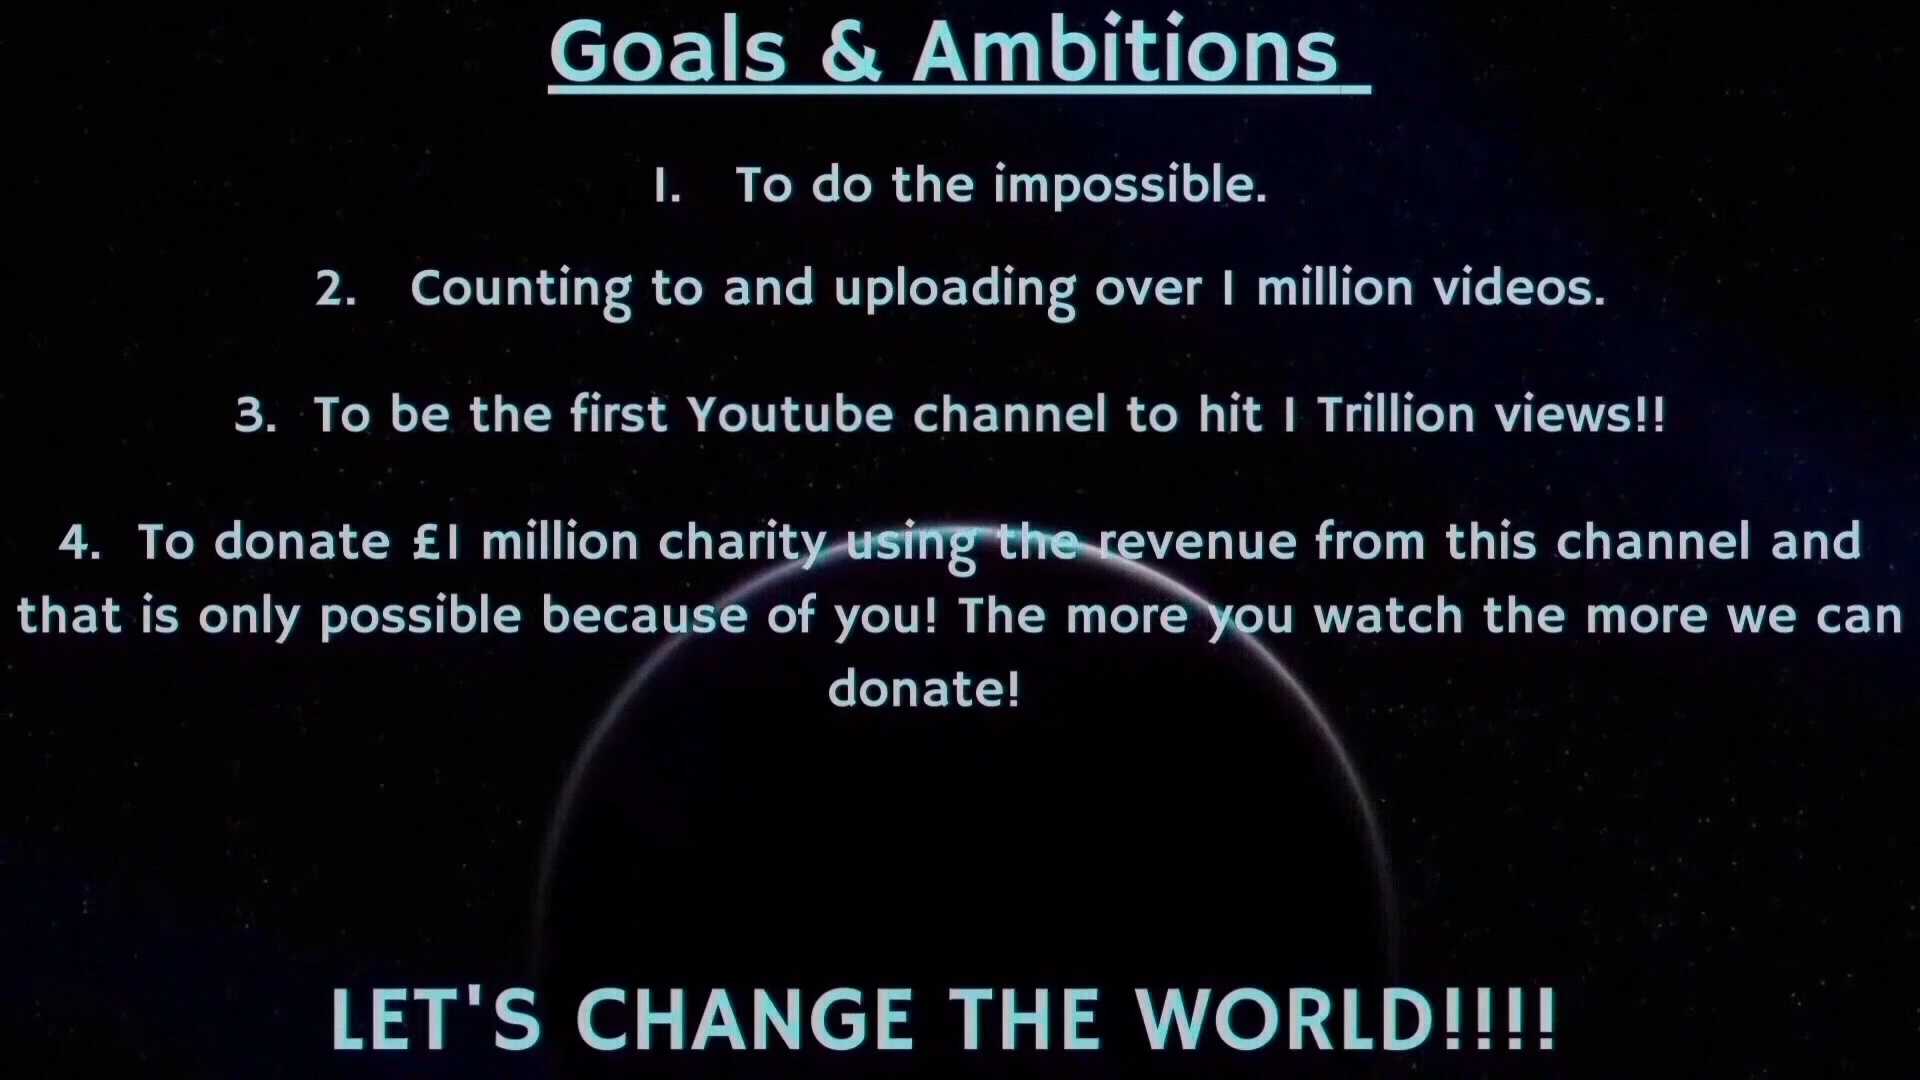 Goals & Ambitions
1. To do the impossible.
2. Counting to and uploading over 1 million videos.
3. To be the first Youtube channel to hit 1 Trillion views!!
4. To donate £1 million charity using the revenue from this channel and
that is only possible because of you! The more you watch the more we can
donate!
LET'S CHANGE THE WORLD!!!!